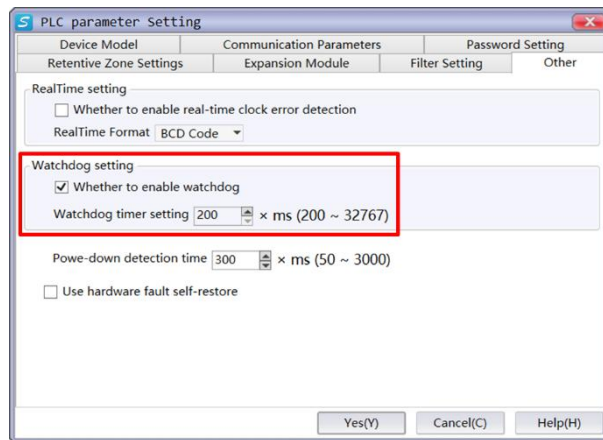 PLC parameter Setting
Device Model Communication Parameters Password Setting
Retentive Zone Settings Expansion Module Filter Setting Other
RealTime setting
Whether to enable real-time clock error detection
RealTime Format BCD Code
Watchdog setting
Whether to enable watchdog
Watchdog timer setting 200 × ms (200 ~ 32767)
Powe-down detection time 300 × ms (50 ~ 3000)
Use hardware fault self-restore
Yes(Y) Cancel(C) Help(H)